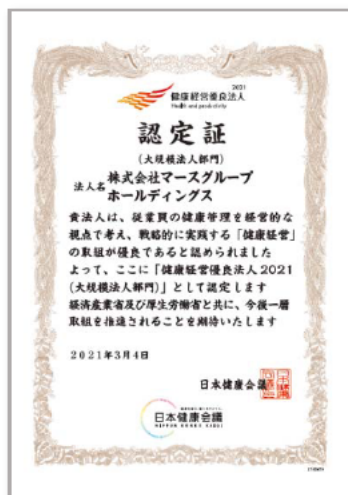 2021
健康経営優良法人
Health and productivity
認定証
(大規模法人部門)
法人名 株式会社マースグループ
ホールディングス
貴法人は、従業員の健康管理を経営的な
視点で考え、戦略的に実践する「健康経営」
の取組が優良であると認められました
よって、ここに「健康経営優良法人2021
(大規模法人部門)」として認定します
経済産業省及び厚生労働省と共に、今後一層
取組を推進されることを期待いたします
2021年3月4日
日本健康会議
日本健康会議
NIPPON KENKO KAIGI